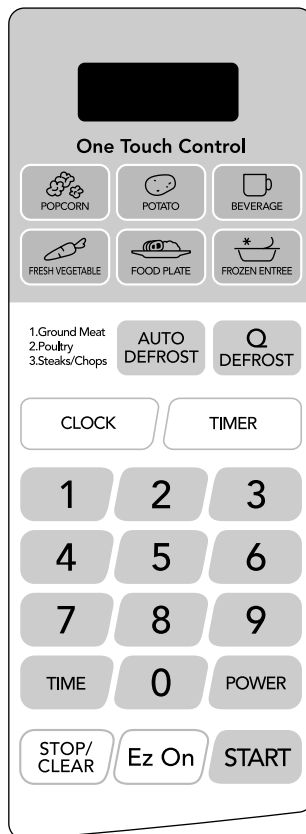 One Touch Control
POPCORN
POTATO
BEVERAGE
FRESH VEGETABLE
FOOD PLATE
FROZEN ENTREE
1.Ground Meat
2.Poultry
3.Steaks/Chops
AUTO
DEFROST
Q
DEFROST
CLOCK
TIMER
1
2
3
4
5
6
7
8
9
TIME
0
POWER
STOP/
CLEAR
Ez On
START